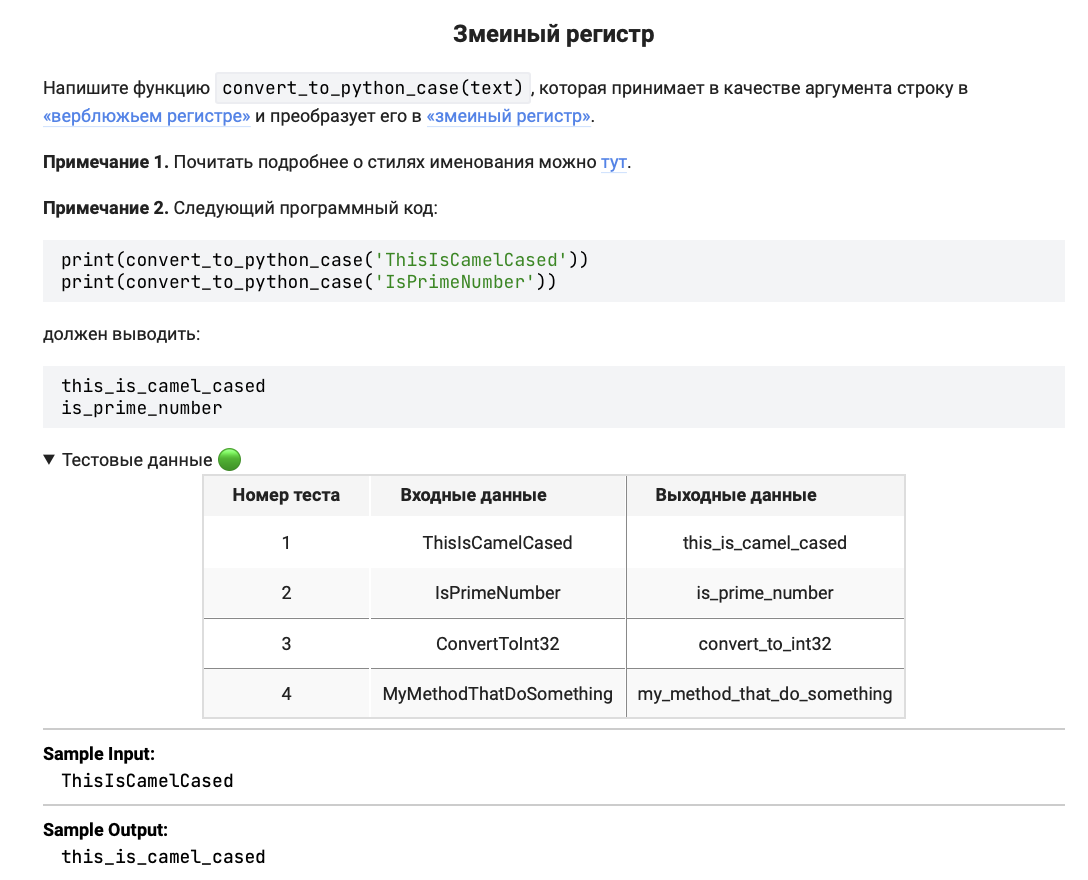 Змеиный регистр
Напишите функцию convert_to_python_case(text), которая принимает в качестве аргумента строку в
«верблюжьем регистре» и преобразует его в «змеиный регистр».
Примечание 1. Почитать подробнее о стилях именования можно тут.
Примечание 2. Следующий программный код:
print(convert_to_python_case('ThisIsCamelCased'))
print(convert_to_python_case('IsPrimeNumber'))
должен выводить:
this_is_camel_cased
is_prime_number
▼ Тестовые данные
Номер теста Входные данные Выходные данные
1 ThisIsCamelCased this_is_camel_cased
2 IsPrimeNumber is_prime_number
3 ConvertToInt32 convert_to_int32
4 MyMethodThatDoSomething my_method_that_do_something
Sample Input:
ThisIsCamelCased
Sample Output:
this_is_camel_cased